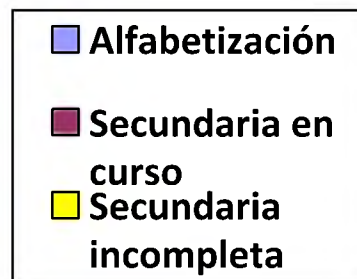 Alfabetización
Secundaria en
curso
Secundaria
incompleta